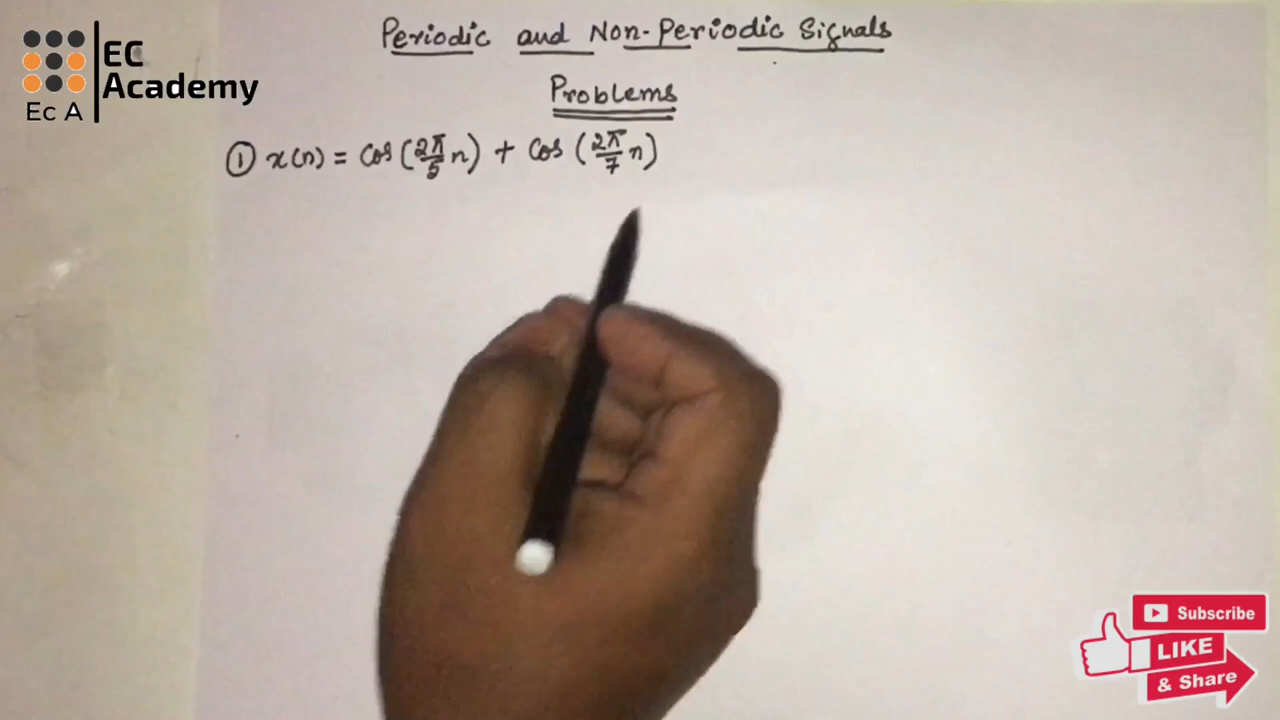 Periodic and Non-Periodic Signals
EC
Academy
Ec A
Problems
① x(n) = Cos (2π/5 n) + Cos (2π/7 n)
Subscribe
LIKE
& Share